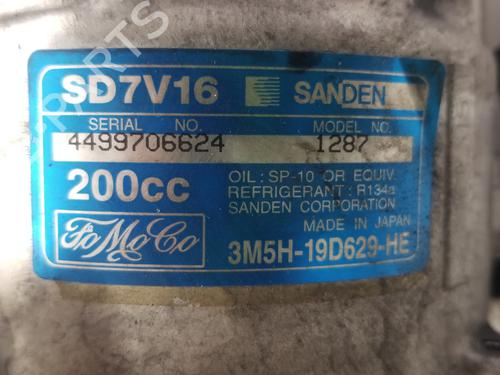 SD7V16 SANDEN
SERIAL NO. MODEL NO.
4499706624 1287
200cc
OIL : SP-10 OR EQUIV.
REFRIGERANT : R134a
SANDEN CORPORATION
MADE IN JAPAN
FoMoCo
3M5H-19D629-HE